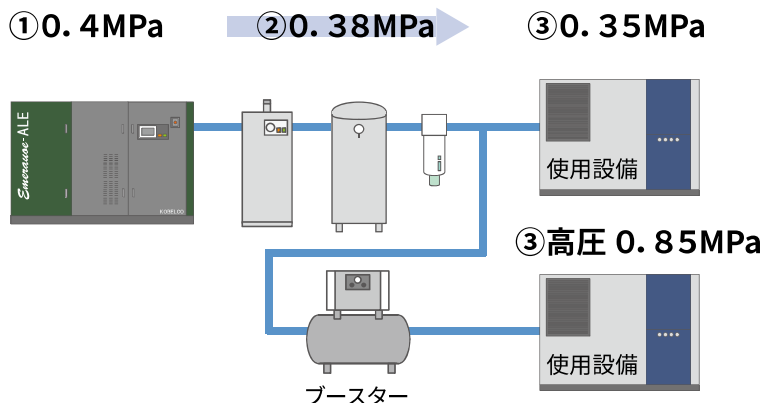 ①0．4MPa
②0．38MPa
③0．35MPa
Emerause-ALE
KOBELCO
使用設備
③高圧 0．85MPa
使用設備
ブースター